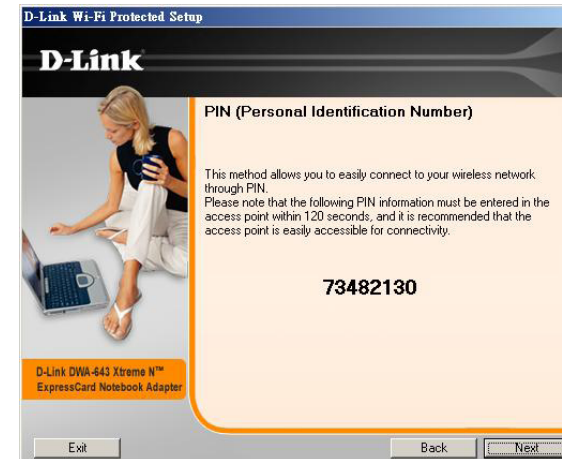 D-Link Wi-Fi Protected Setup
D-Link
PIN (Personal Identification Number)
This method allows you to easily connect to your wireless network
through PIN.
Please note that the following PIN information must be entered in the
access point within 120 seconds, and it is recommended that the
access point is easily accessible for connectivity.
73482130
D-Link DWA-643 Xtreme N™
ExpressCard Notebook Adapter
Exit
Back
Next